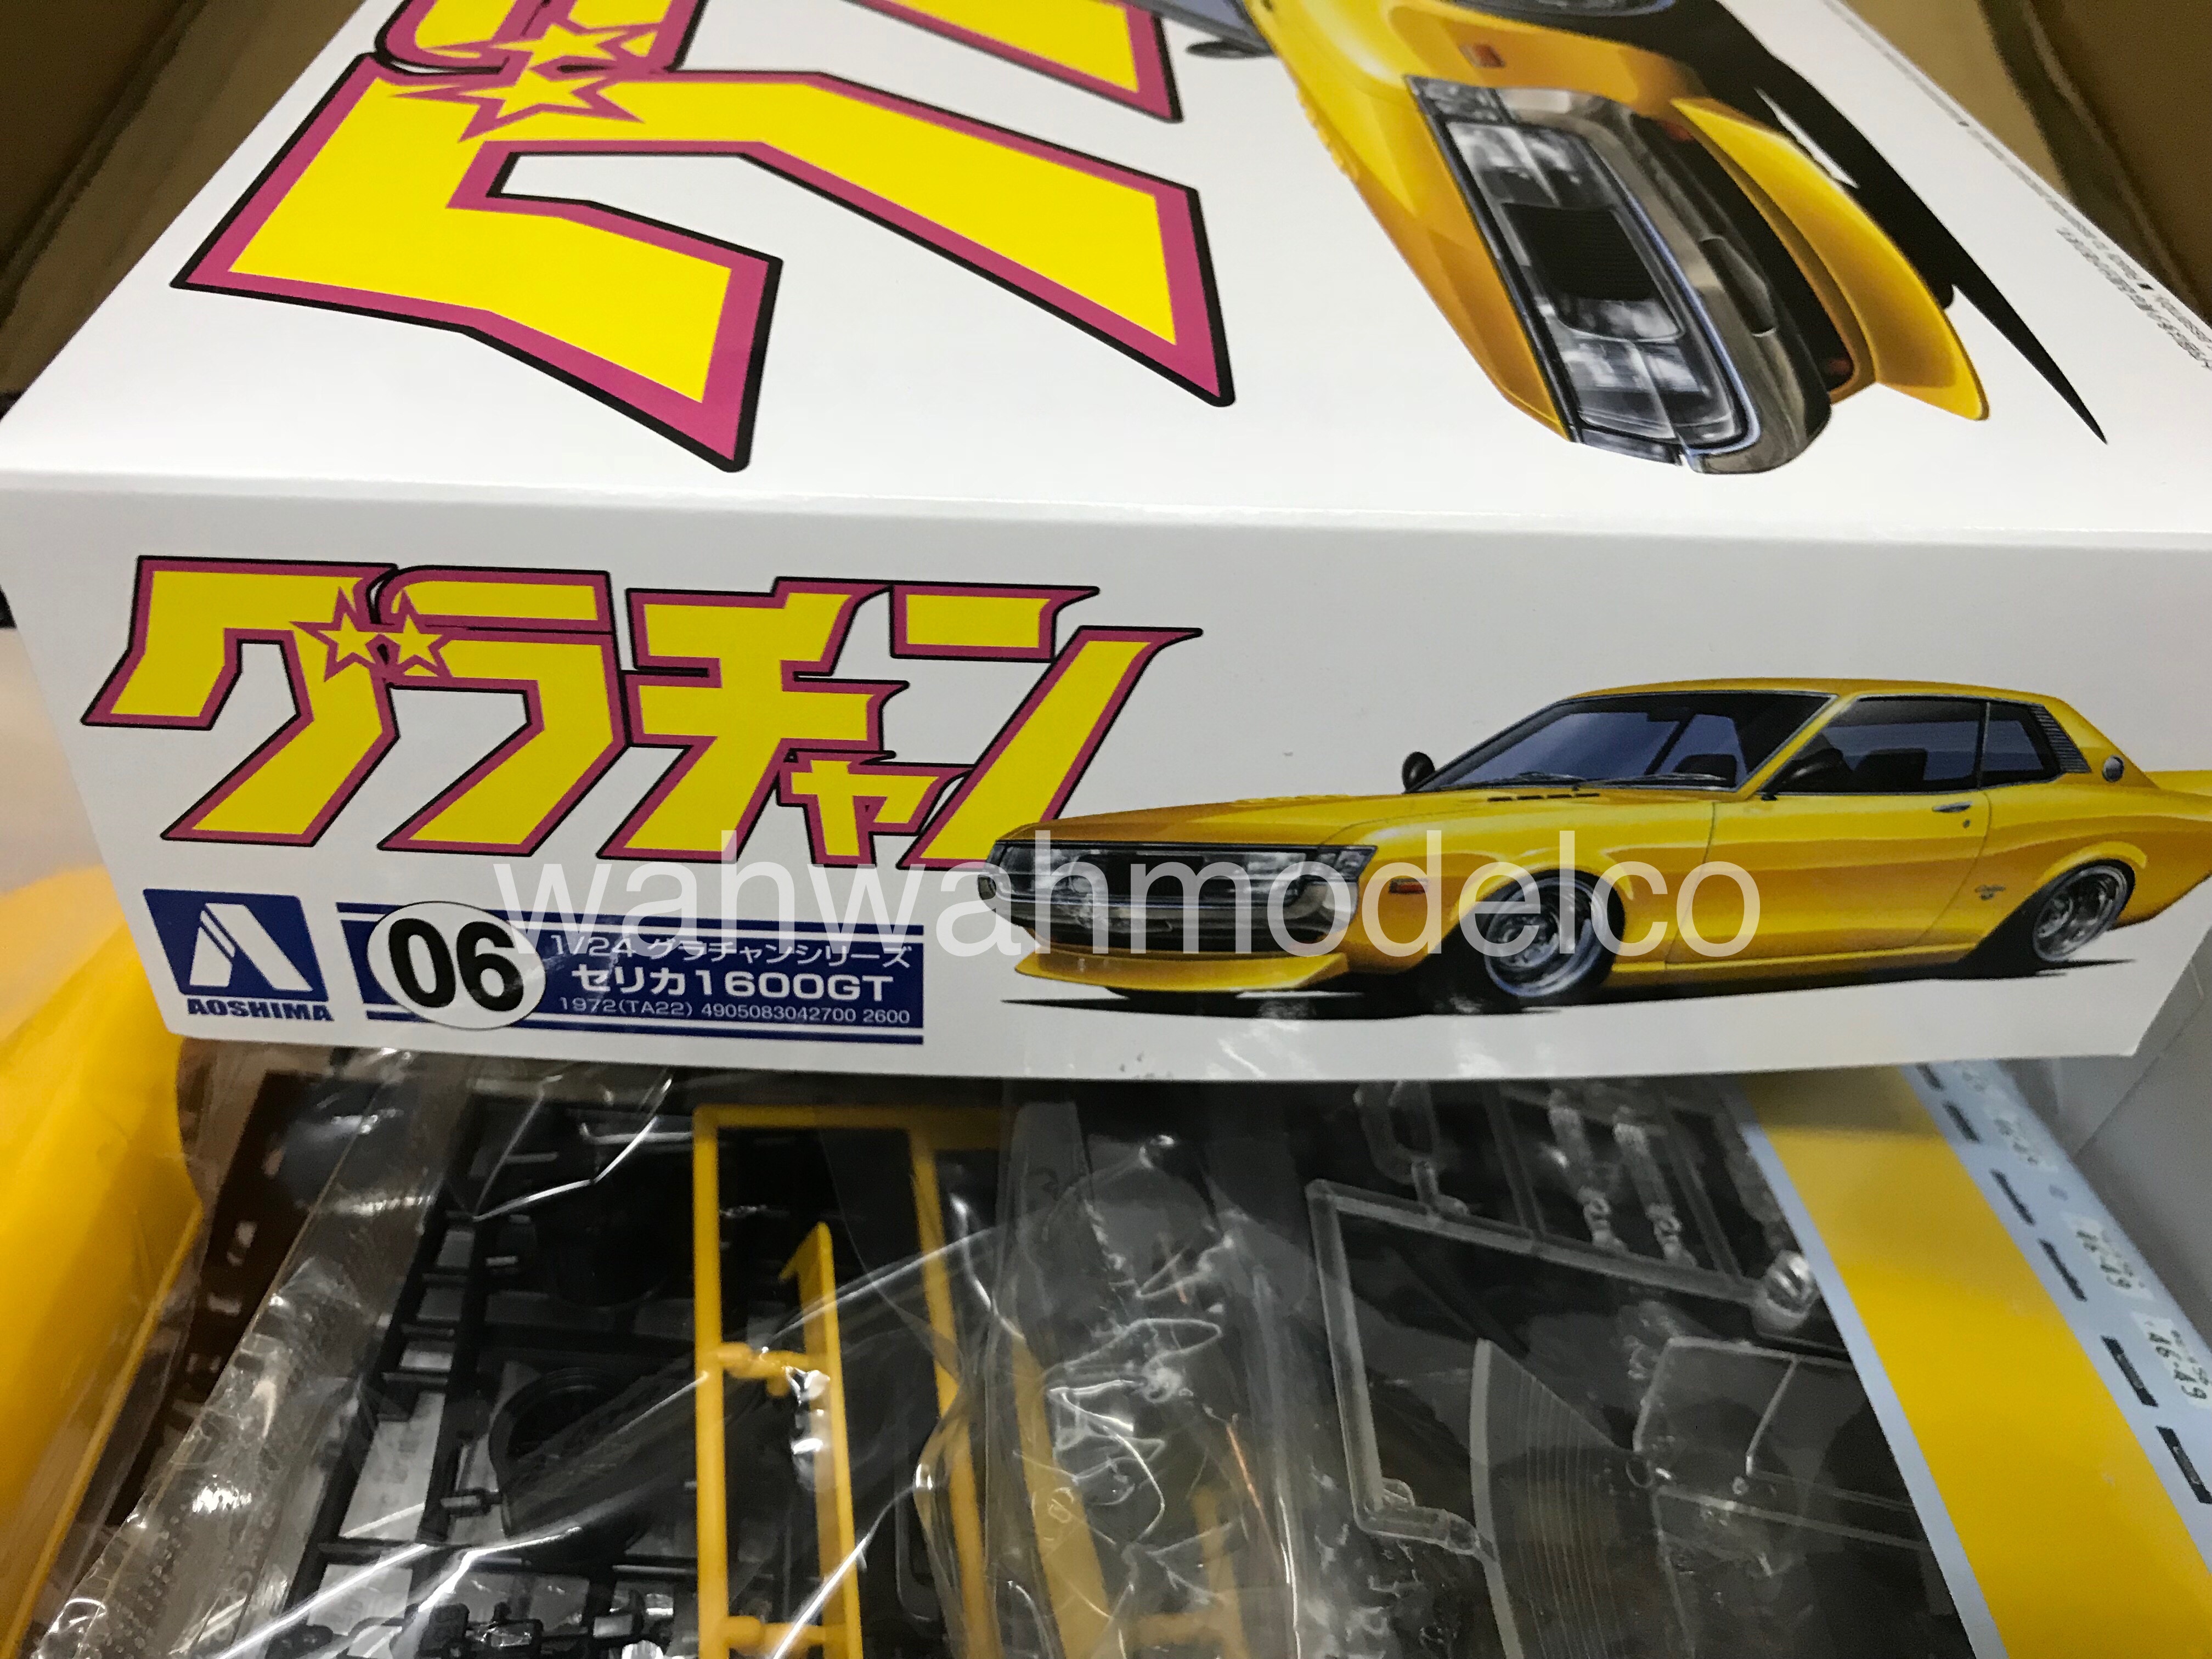 グラチャン
wahwahmodelco
AOSHIMA
06
1/24 グラチャンシリーズ
セリカ1600GT
1972(TA22) 4905083042700 2600